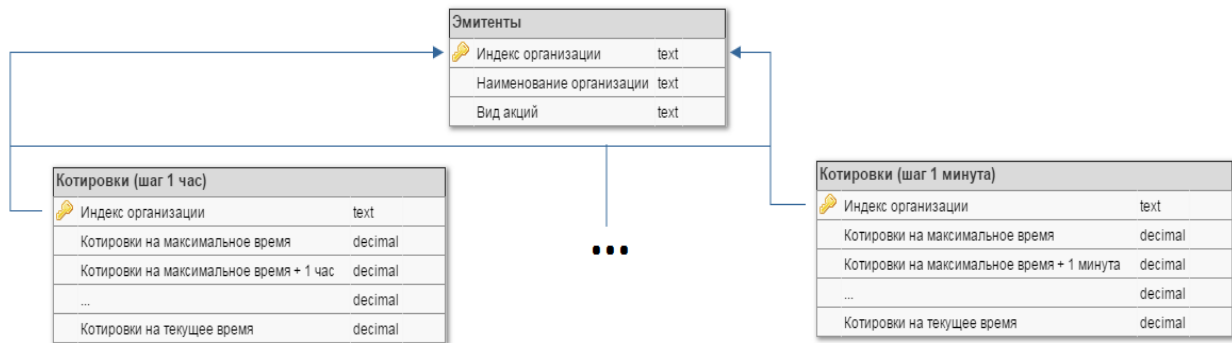 Эмитенты
Индекс организации text
Наименование организации text
Вид акций text
Котировки (шаг 1 час)
Индекс организации text
Котировки на максимальное время decimal
Котировки на максимальное время + 1 час decimal
... decimal
Котировки на текущее время decimal
...
Котировки (шаг 1 минута)
Индекс организации text
Котировки на максимальное время decimal
Котировки на максимальное время + 1 минута decimal
... decimal
Котировки на текущее время decimal